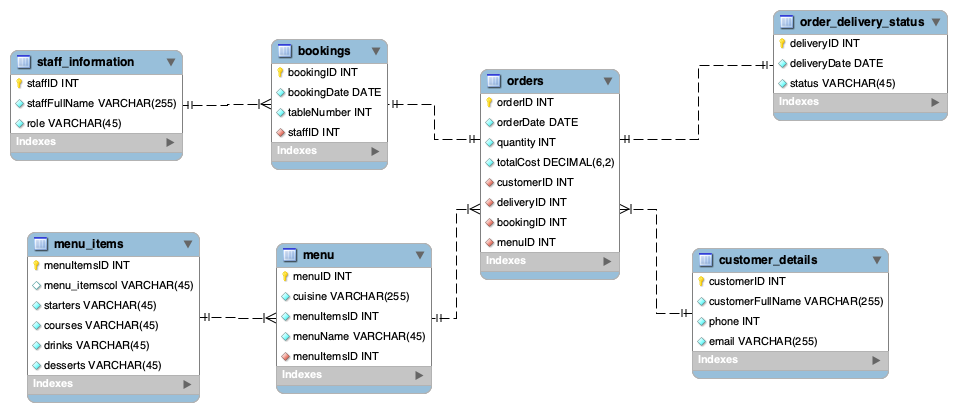 staff_information
staffID INT
staffFullName VARCHAR(255)
role VARCHAR(45)
Indexes
bookings
bookingID INT
bookingDate DATE
tableNumber INT
staffID INT
Indexes
orders
orderID INT
orderDate DATE
quantity INT
totalCost DECIMAL(6,2)
customerID INT
deliveryID INT
bookingID INT
menuID INT
Indexes
order_delivery_status
deliveryID INT
deliveryDate DATE
status VARCHAR(45)
Indexes
menu_items
menuItemsID INT
menu_itemscol VARCHAR(45)
starters VARCHAR(45)
courses VARCHAR(45)
drinks VARCHAR(45)
desserts VARCHAR(45)
Indexes
menu
menuID INT
cuisine VARCHAR(255)
menuItemsID INT
menuName VARCHAR(45)
menuItemsID INT
Indexes
customer_details
customerID INT
customerFullName VARCHAR(255)
phone INT
email VARCHAR(255)
Indexes